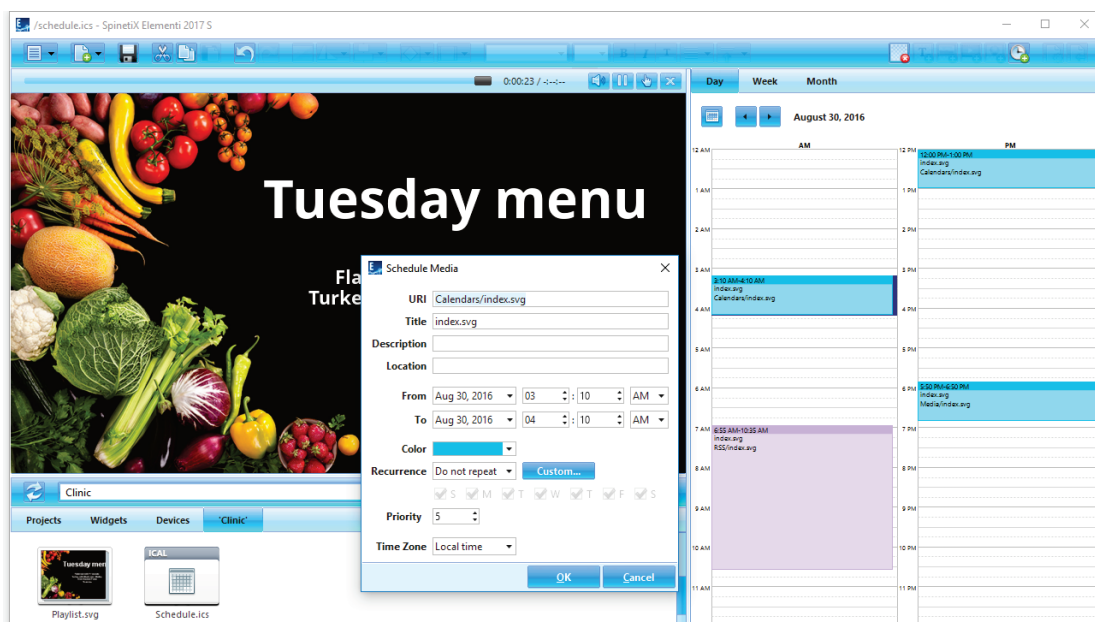 /schedule.ics - SpinetiX Elementi 2017 S
B I T
0:00:23 / -:--:--
Day Week Month
August 30, 2016
AM PM
Tuesday menu
Fla
Turke
Schedule Media
URI Calendars/index.svg
Title index.svg
Description
Location
From Aug 30, 2016 03 : 10 AM
To Aug 30, 2016 04 : 10 AM
Color
Recurrence Do not repeat Custom...
S M T W T F S
Priority 5
Time Zone Local time
OK Cancel
Clinic
Projects Widgets Devices 'Clinic'
Tuesday men
ICAL
Playlist.svg Schedule.ics
12 AM
1 AM
2 AM
3 AM
3:10 AM-4:10 AM
index.svg
Calendars/index.svg
4 AM
5 AM
6 AM
7 AM
6:55 AM-10:35 AM
index.svg
RSS/index.svg
8 AM
9 AM
10 AM
11 AM
12 PM
12:00 PM-1:00 PM
index.svg
Calendars/index.svg
1 PM
2 PM
3 PM
4 PM
5 PM
6 PM
5:50 PM-6:50 PM
index.svg
Media/index.svg
7 PM
8 PM
9 PM
10 PM
11 PM